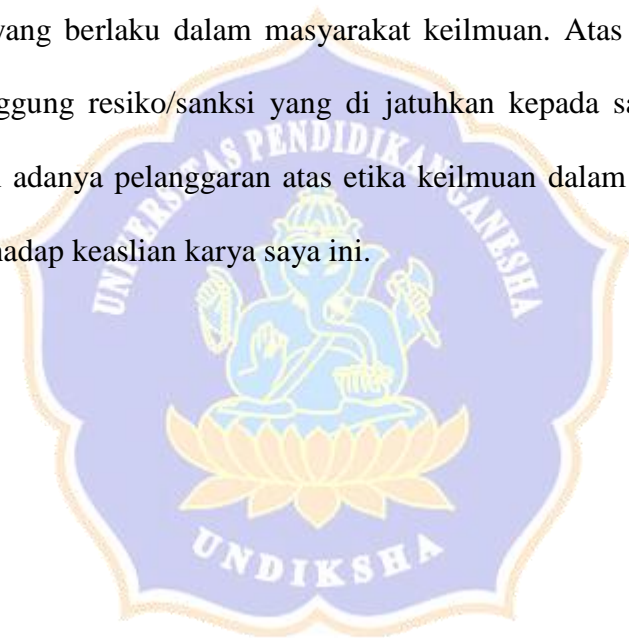 yang berlaku dalam masyarakat keilmuan. Atas
ggung resiko/sanksi yang di jatuhkan kepada sa
adanya pelanggaran atas etika keilmuan dalam
hadap keaslian karya saya ini.
UNIVERSITAS PENDIDIKAN GANESHA
UNDIKSHA